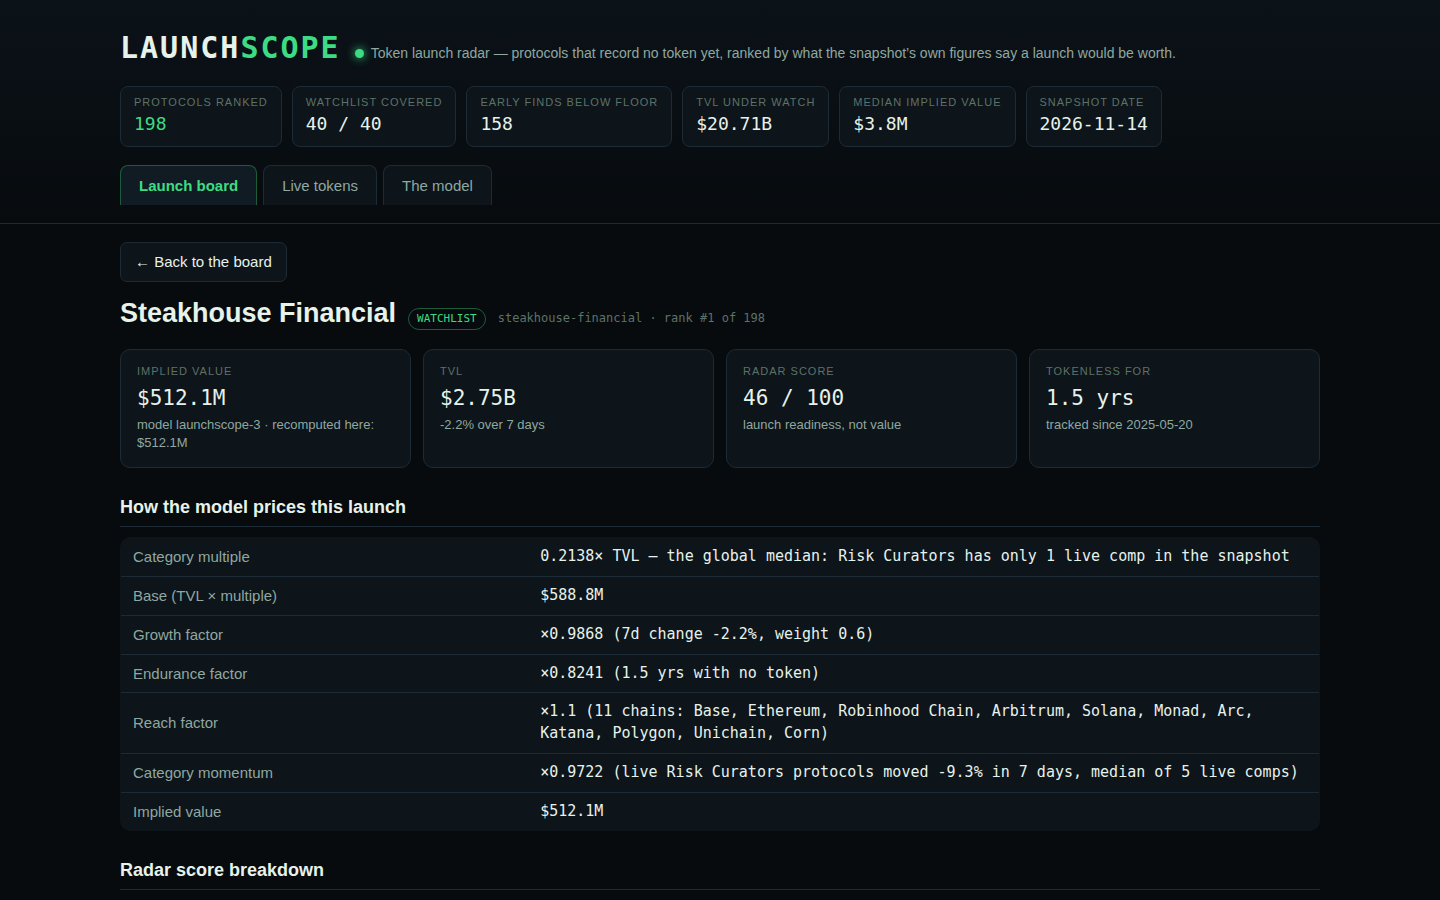 LAUNCHSCOPE Token launch radar — protocols that record no token yet, ranked by what the snapshot's own figures say a launch would be worth.
PROTOCOLS RANKED
198
WATCHLIST COVERED
40 / 40
EARLY FINDS BELOW FLOOR
158
TVL UNDER WATCH
$20.71B
MEDIAN IMPLIED VALUE
$3.8M
SNAPSHOT DATE
2026-11-14
Launch board
Live tokens
The model
← Back to the board
Steakhouse Financial WATCHLIST steakhouse-financial · rank #1 of 198
IMPLIED VALUE
$512.1M
model launchscope-3 · recomputed here:
$512.1M
TVL
$2.75B
-2.2% over 7 days
RADAR SCORE
46 / 100
launch readiness, not value
TOKENLESS FOR
1.5 yrs
tracked since 2025-05-20
How the model prices this launch
Category multiple 0.2138× TVL — the global median: Risk Curators has only 1 live comp in the snapshot
Base (TVL × multiple) $588.8M
Growth factor ×0.9868 (7d change -2.2%, weight 0.6)
Endurance factor ×0.8241 (1.5 yrs with no token)
Reach factor ×1.1 (11 chains: Base, Ethereum, Robinhood Chain, Arbitrum, Solana, Monad, Arc,
Katana, Polygon, Unichain, Corn)
Category momentum ×0.9722 (live Risk Curators protocols moved -9.3% in 7 days, median of 5 live comps)
Implied value $512.1M
Radar score breakdown